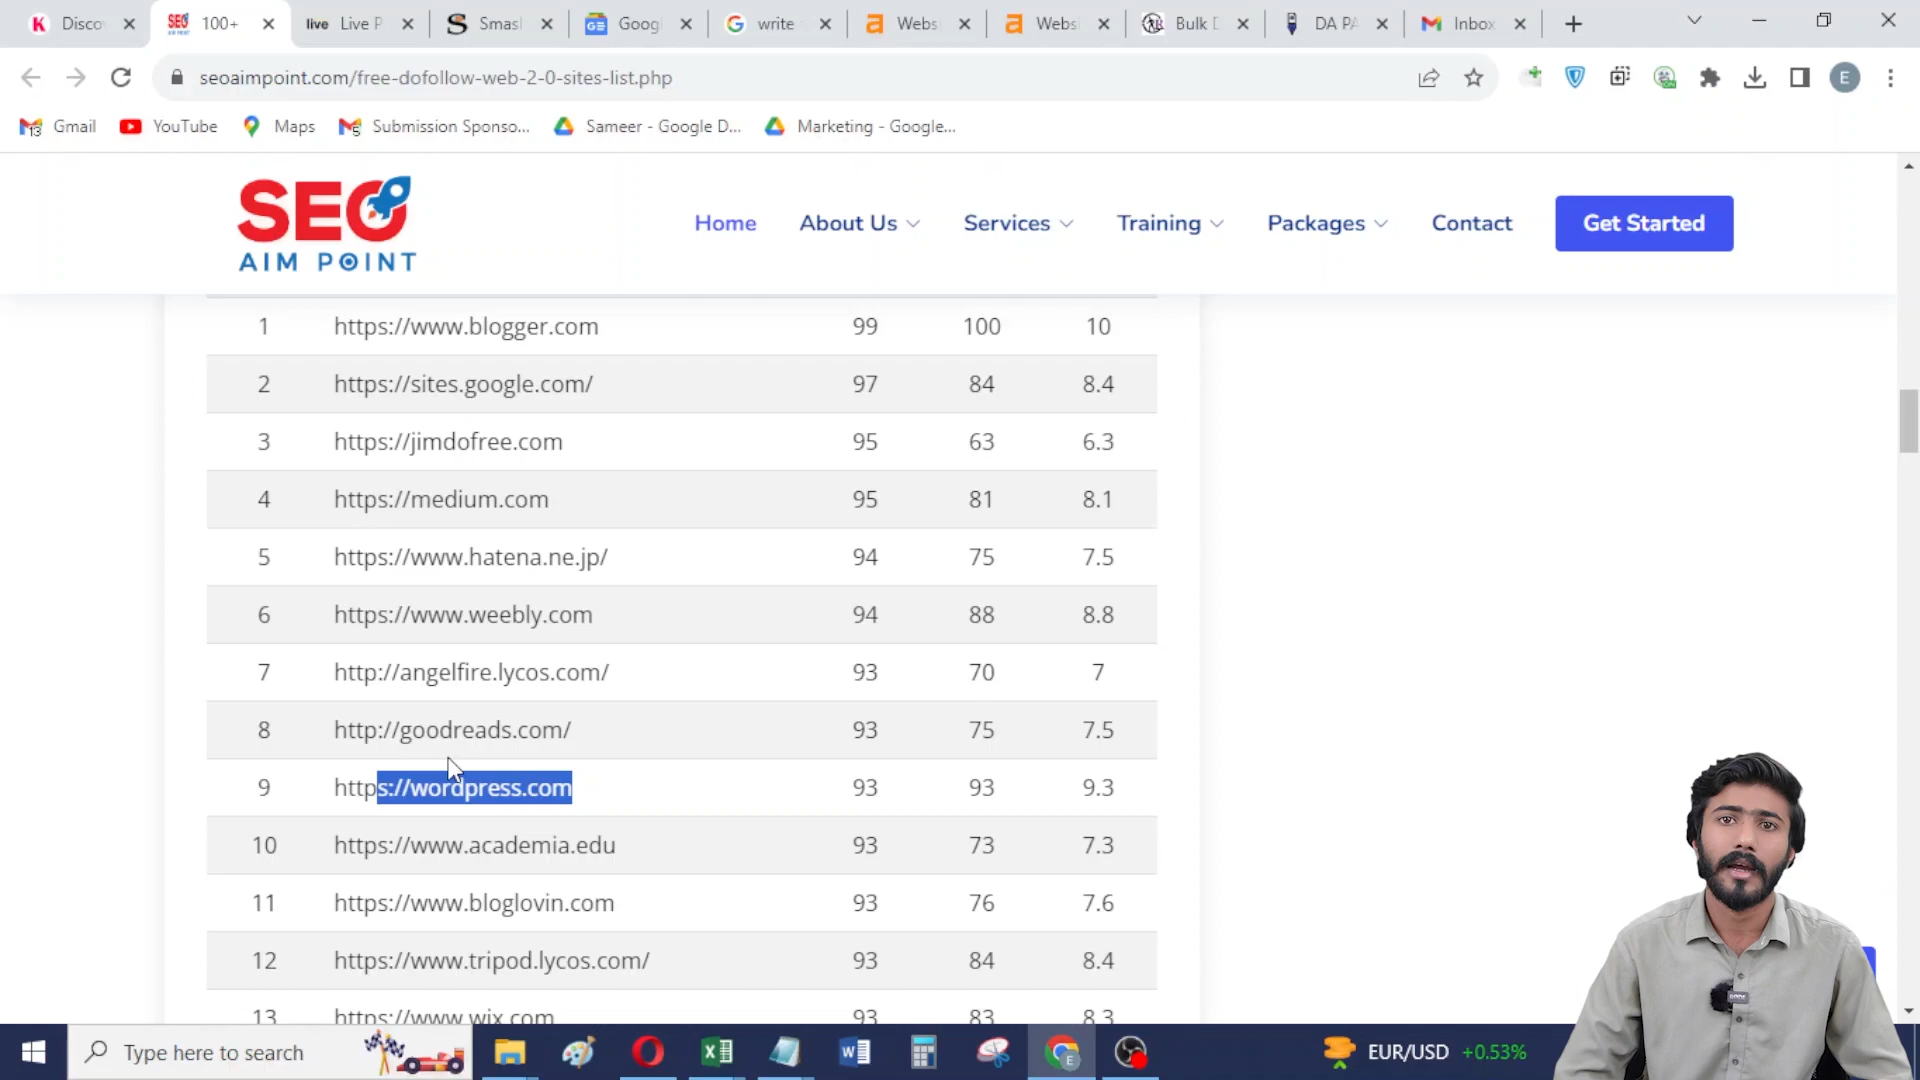 Disco
100+
live Live P
Smasl
Googl
write
Webs
Webs
Bulk D
DA PA
Inbox
seoaimpoint.com/free-dofollow-web-2-0-sites-list.php
E
13 Gmail
YouTube
Maps
Submission Sponso...
Sameer - Google D...
Marketing - Google...
SEO
AIM POINT
Home
About Us
Services
Training
Packages
Contact
Get Started
1 https://www.blogger.com 99 100 10
2 https://sites.google.com/ 97 84 8.4
3 https://jimdofree.com 95 63 6.3
4 https://medium.com 95 81 8.1
5 https://www.hatena.ne.jp/ 94 75 7.5
6 https://www.weebly.com 94 88 8.8
7 http://angelfire.lycos.com/ 93 70 7
8 http://goodreads.com/ 93 75 7.5
9 https://wordpress.com 93 93 9.3
10 https://www.academia.edu 93 73 7.3
11 https://www.bloglovin.com 93 76 7.6
12 https://www.tripod.lycos.com/ 93 84 8.4
13 https://www.wix.com 93 83 8.3
Type here to search
EUR/USD +0.53%